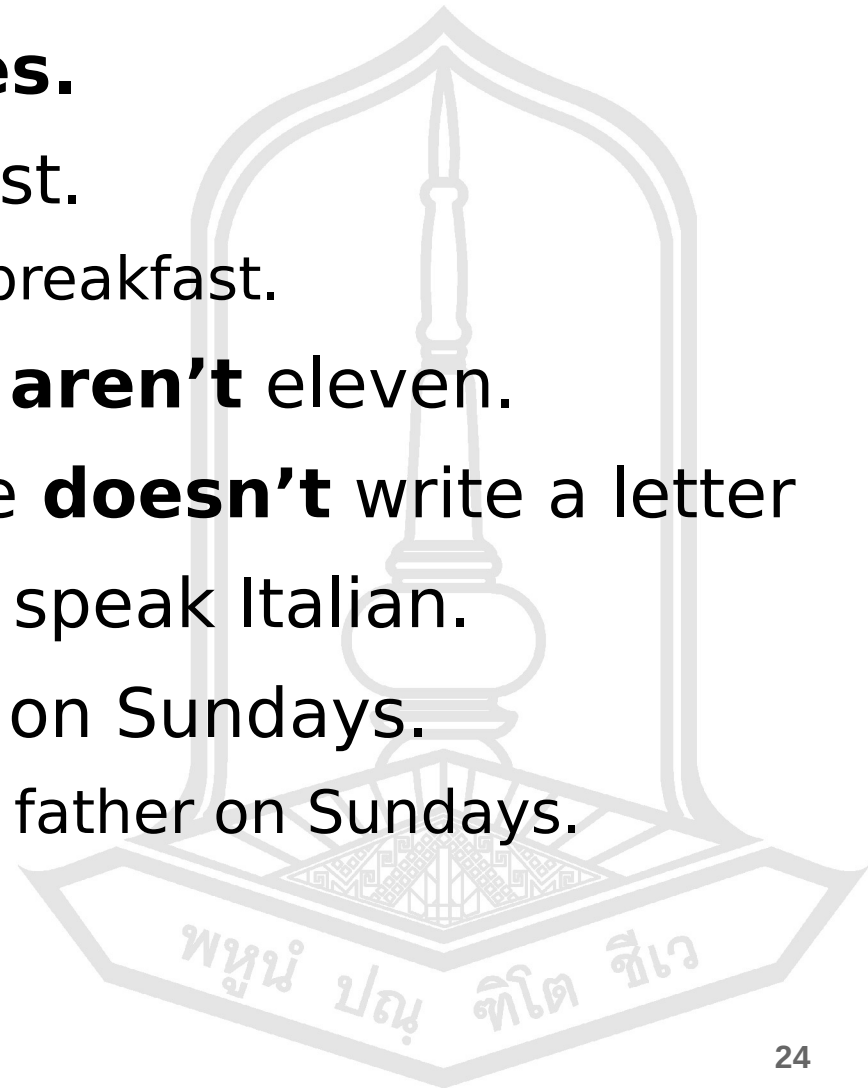 es.
st.
breakfast.
aren’t eleven.
e doesn’t write a letter
speak Italian.
on Sundays.
father on Sundays.
พหูนํ ปณฺฑิโต ชีเว
24